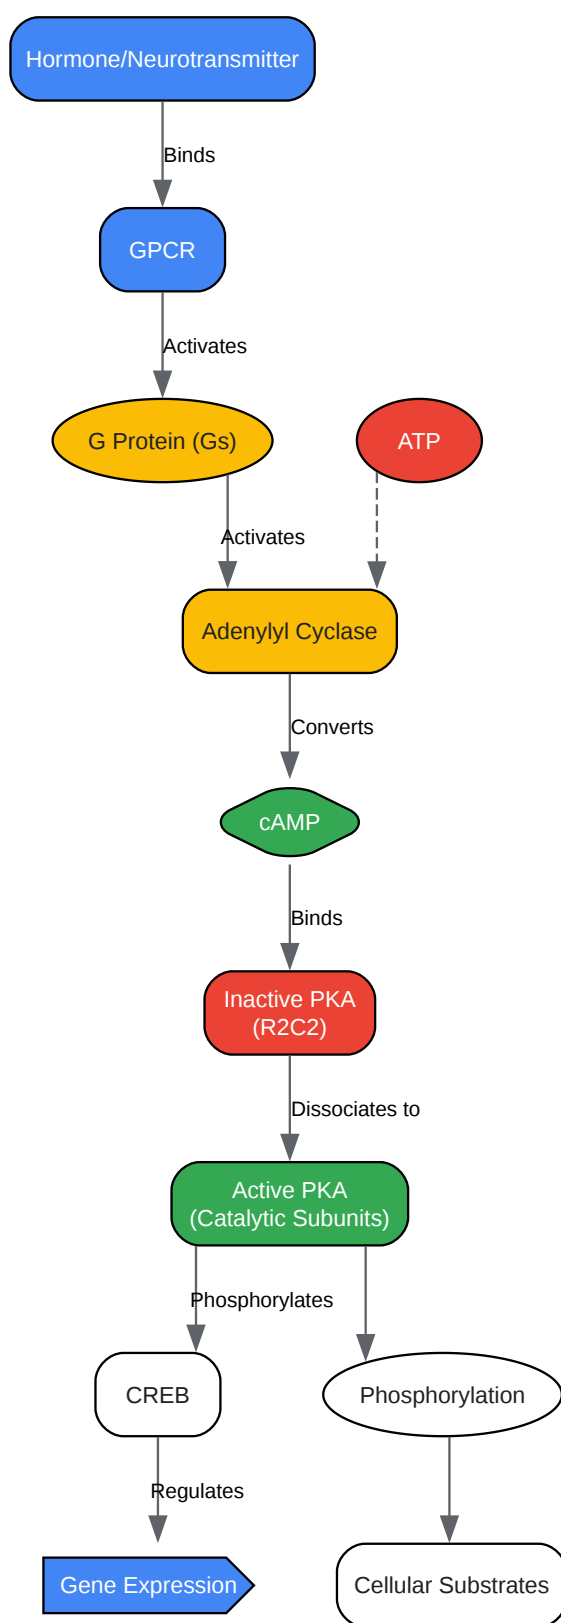 Hormone/Neurotransmitter
Binds
GPCR
Activates
G Protein (Gs)
ATP
Activates
Adenylyl Cyclase
Converts
cAMP
Binds
Inactive PKA
(R2C2)
Dissociates to
Active PKA
(Catalytic Subunits)
Phosphorylates
CREB
Phosphorylation
Regulates
Gene Expression
Cellular Substrates